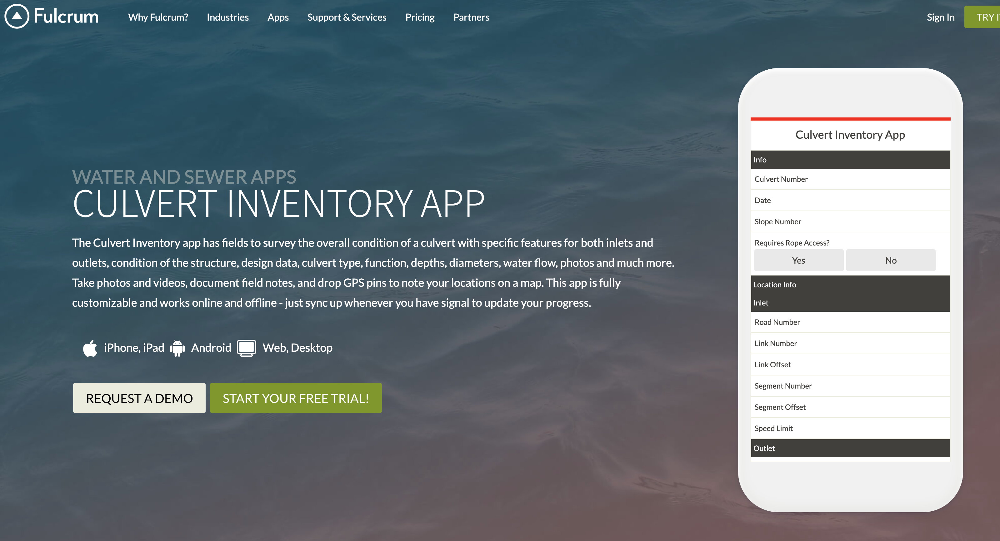 Fulcrum
Why Fulcrum?
Industries
Apps
Support & Services
Pricing
Partners
Sign In
TRY
WATER AND SEWER APPS
CULVERT INVENTORY APP
The Culvert Inventory app has fields to survey the overall condition of a culvert with specific features for both inlets and
outlets, condition of the structure, design data, culvert type, function, depths, diameters, water flow, photos and much more.
Take photos and videos, document field notes, and drop GPS pins to note your locations on a map. This app is fully
customizable and works online and offline - just sync up whenever you have signal to update your progress.
iPhone, iPad
Android
Web, Desktop
REQUEST A DEMO
START YOUR FREE TRIAL!
Culvert Inventory App
Info
Culvert Number
Date
Slope Number
Requires Rope Access?
Yes
No
Location Info
Inlet
Road Number
Link Number
Link Offset
Segment Number
Segment Offset
Speed Limit
Outlet